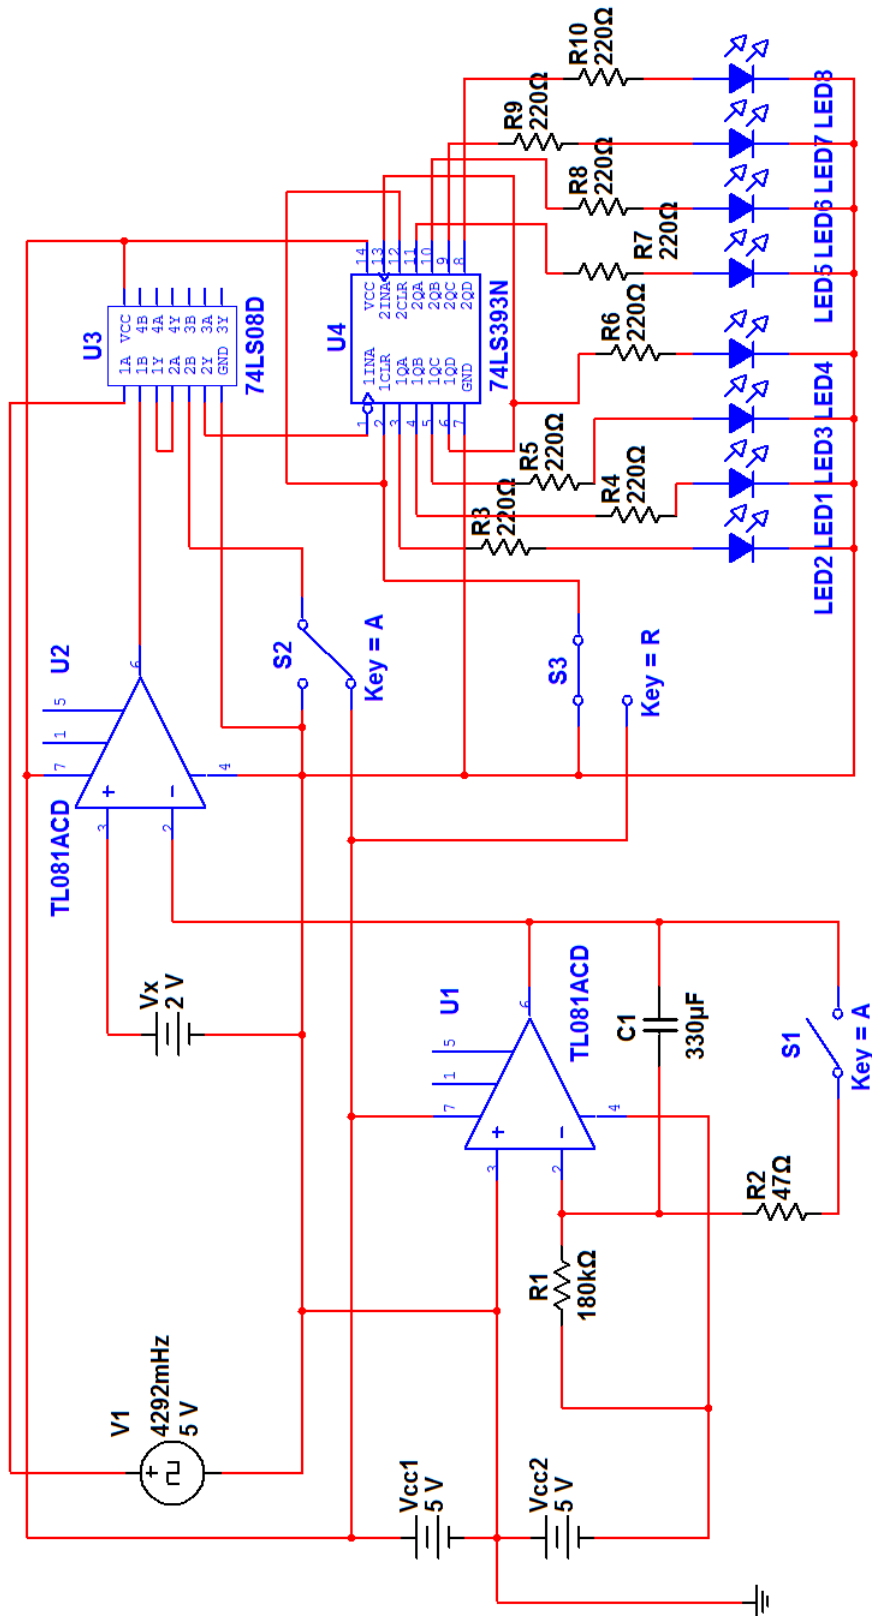 V1
4292mHz
5 V
Vcc1
5 V
Vcc2
5 V
R1
180kΩ
R2
47Ω
S1
Key = A
C1
330µF
U1
TL081ACD
3
2
7
1
5
4
6
+
−
Vx
2 V
U2
TL081ACD
3
2
7
1
5
4
6
+
−
S2
Key = A
S3
Key = R
U3
74LS08D
1A
1B
1Y
2A
2B
2Y
GND
VCC
4B
4A
4Y
3B
3A
3Y
U4
74LS393N
1INA
1CLR
1QA
1QB
1QC
1QD
GND
VCC
2INA
2CLR
2QA
2QB
2QC
2QD
1
2
3
4
5
6
7
14
13
12
11
10
9
8
R3
220Ω
R4
220Ω
R5
220Ω
R6
220Ω
R7
220Ω
R8
220Ω
R9
220Ω
R10
220Ω
LED2 LED1 LED3 LED4
LED5 LED6 LED7 LED8